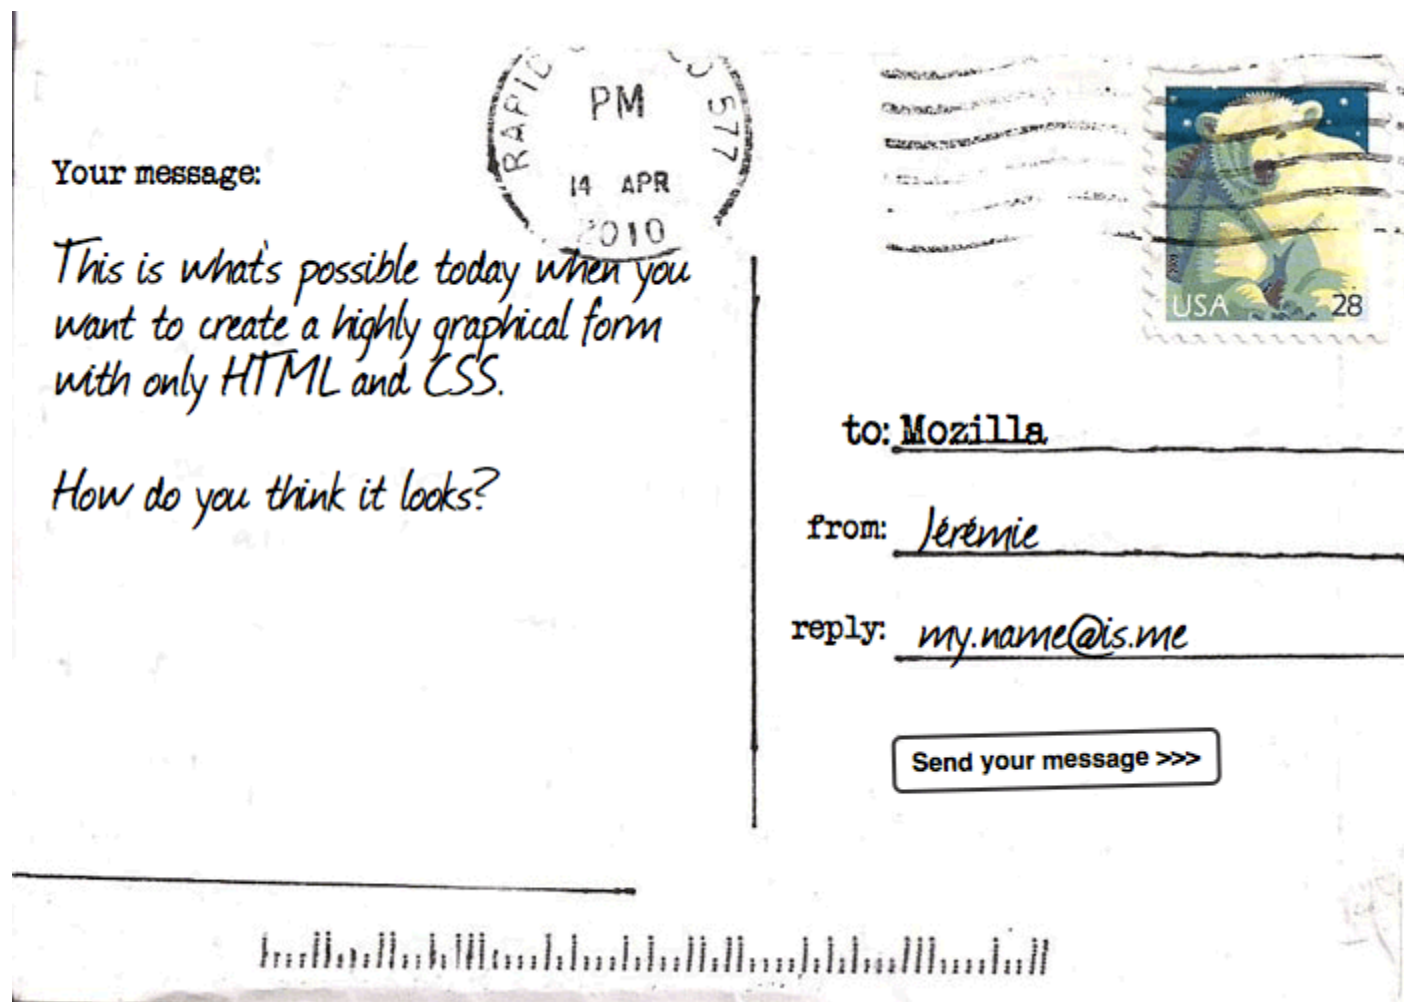 RAPID 577
PM
14 APR
2010
USA 28
Your message:
This is what's possible today when you
want to create a highly graphical form
with only HTML and CSS.
How do you think it looks?
to: Mozilla
from: Jérémie
reply: my.name@is.me
Send your message >>>